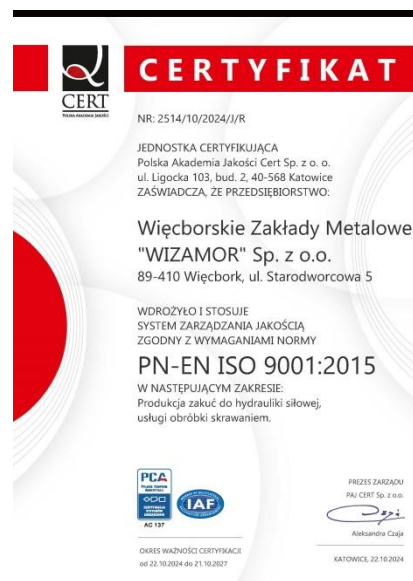 CERT
POLSKA AKADEMIA JAKOŚCI
CERTYFIKAT
NR: 2514/10/2024/J/R
JEDNOSTKA CERTYFIKUJĄCA
Polska Akademia Jakości Cert Sp. z o. o.
ul. Ligocka 103, bud. 2, 40-568 Katowice
ZAŚWIADCZA, ŻE PRZEDSIĘBIORSTWO:
Więcborskie Zakłady Metalowe
"WIZAMOR" Sp. z o.o.
89-410 Więcbork, ul. Starodworcowa 5
WDROŻYŁO I STOSUJE
SYSTEM ZARZĄDZANIA JAKOŚCIĄ
ZGODNY Z WYMAGANIAMI NORMY
PN-EN ISO 9001:2015
W NASTĘPUJĄCYM ZAKRESIE:
Produkcja zakuć do hydrauliki siłowej,
usługi obróbki skrawaniem.
PCA
IAF
AC 137
PREZES ZARZĄDU
PAJ CERT Sp. z o.o.
Aleksandra Czaja
OKRES WAŻNOŚCI CERTYFIKACJI
od 22.10.2024 do 21.10.2027
KATOWICE, 22.10.2024